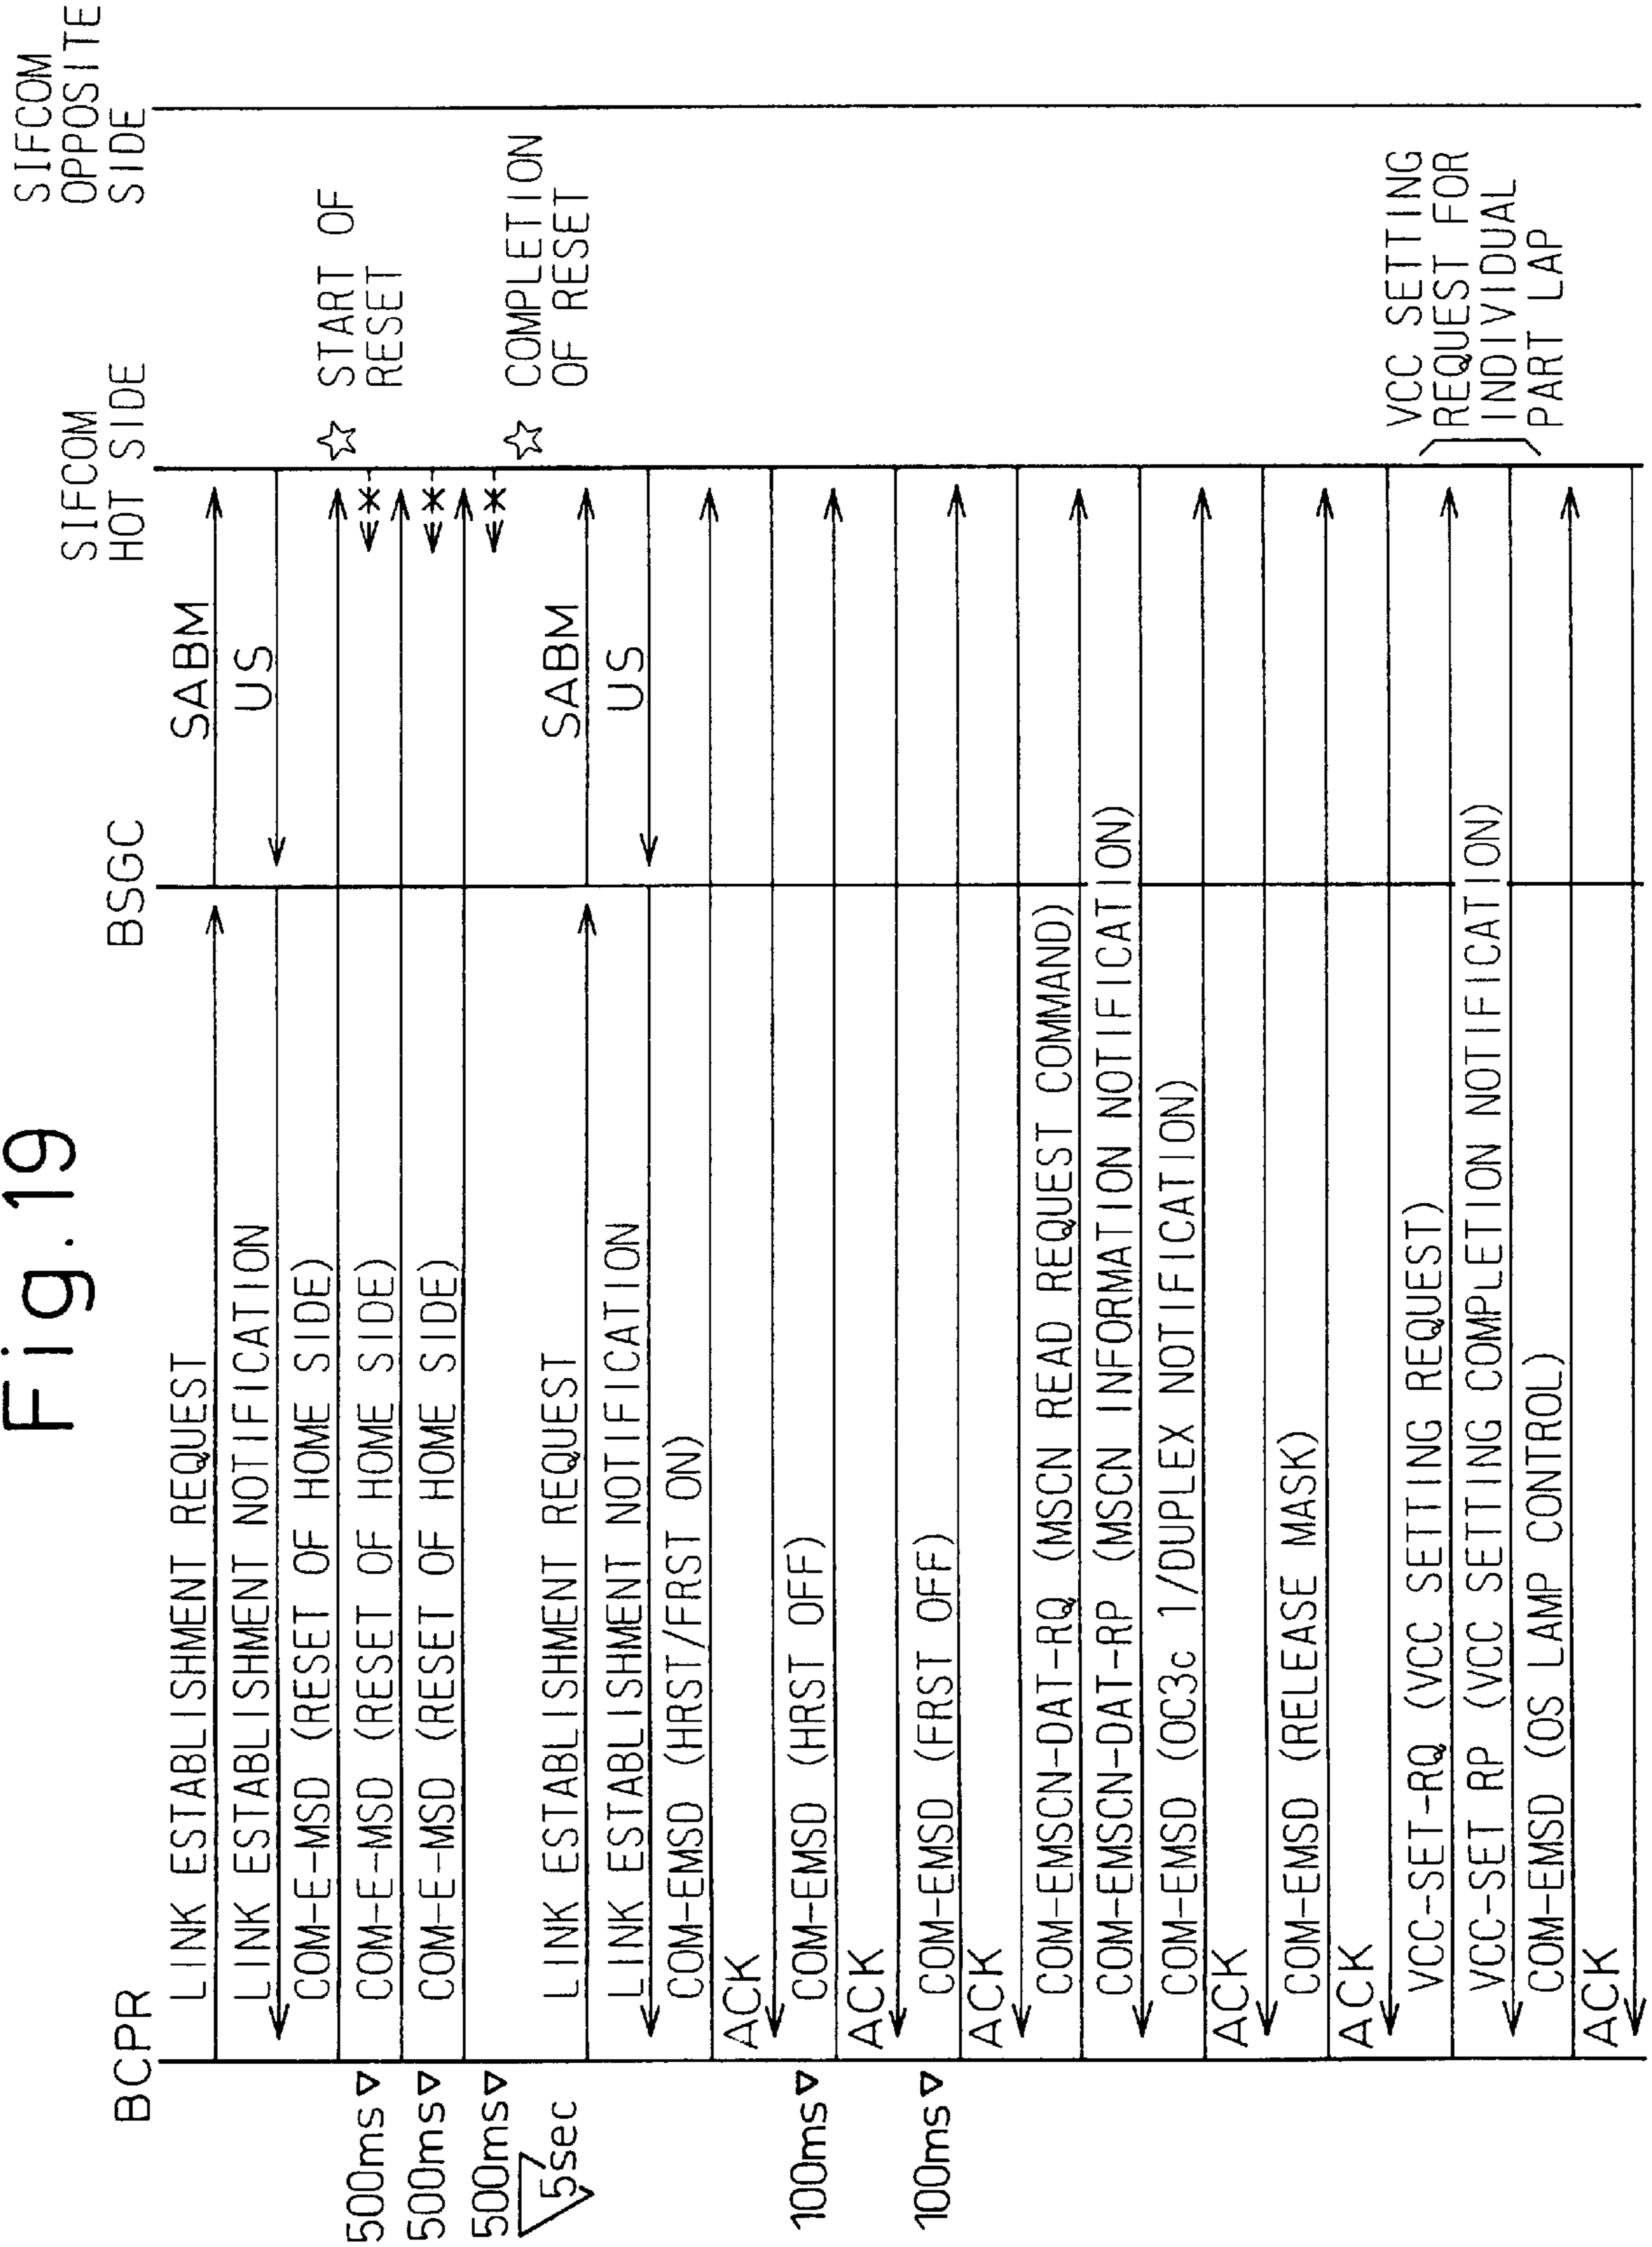 Fig.19
BCPR
BSGC
SIFCOM
HOT SIDE
SIFCOM
OPPOSITE
SIDE
LINK ESTABLISHMENT REQUEST
SABM
LINK ESTABLISHMENT NOTIFICATION
US
COM-E-MSD (RESET OF HOME SIDE)
START OF
RESET
500ms
COM-E-MSD (RESET OF HOME SIDE)
500ms
COM-E-MSD (RESET OF HOME SIDE)
500ms
5sec
COMPLETION
OF RESET
LINK ESTABLISHMENT REQUEST
SABM
LINK ESTABLISHMENT NOTIFICATION
US
COM-EMSD (HRST/FRST ON)
ACK
100ms
COM-EMSD (HRST OFF)
ACK
100ms
COM-EMSD (FRST OFF)
ACK
COM-EMSCN-DAT-RQ (MSCN READ REQUEST COMMAND)
COM-EMSCN-DAT-RP (MSCN INFORMATION NOTIFICATION)
COM-EMSD (OC3c 1/DUPLEX NOTIFICATION)
ACK
COM-EMSD (RELEASE MASK)
ACK
VCC-SET-RQ (VCC SETTING REQUEST)
VCC-SET RP (VCC SETTING COMPLETION NOTIFICATION)
VCC SETTING
REQUEST FOR
INDIVIDUAL
PART LAP
COM-EMSD (OS LAMP CONTROL)
ACK